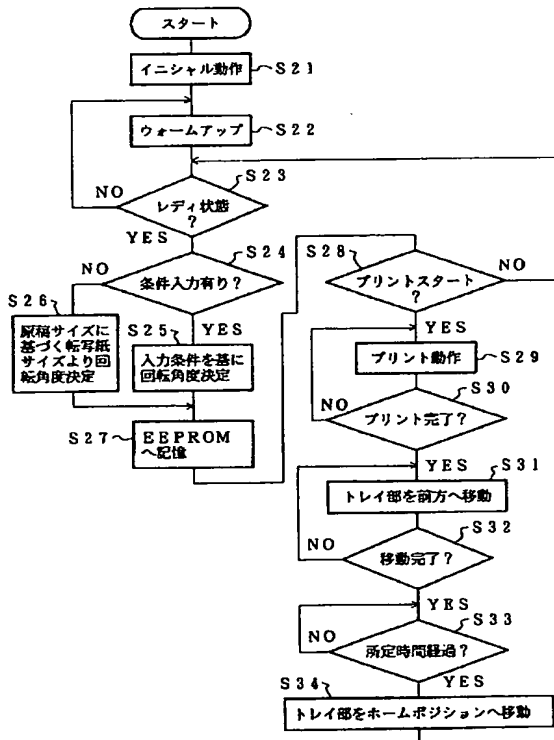 スタート
イニシャル動作
S21
ウォームアップ
S22
S23
レディ状態
?
NO
YES
S24
条件入力有り?
NO
YES
S26
原稿サイズに
基づく転写紙
サイズより回
転角度決定
S25
入力条件を基に
回転角度決定
S27
EEPROM
へ記憶
S28
プリントスタート
?
NO
YES
プリント動作
S29
S30
プリント完了?
NO
YES
S31
トレイ部を前方へ移動
S32
移動完了?
NO
YES
S33
所定時間経過?
NO
YES
S34
トレイ部をホームポジションへ移動